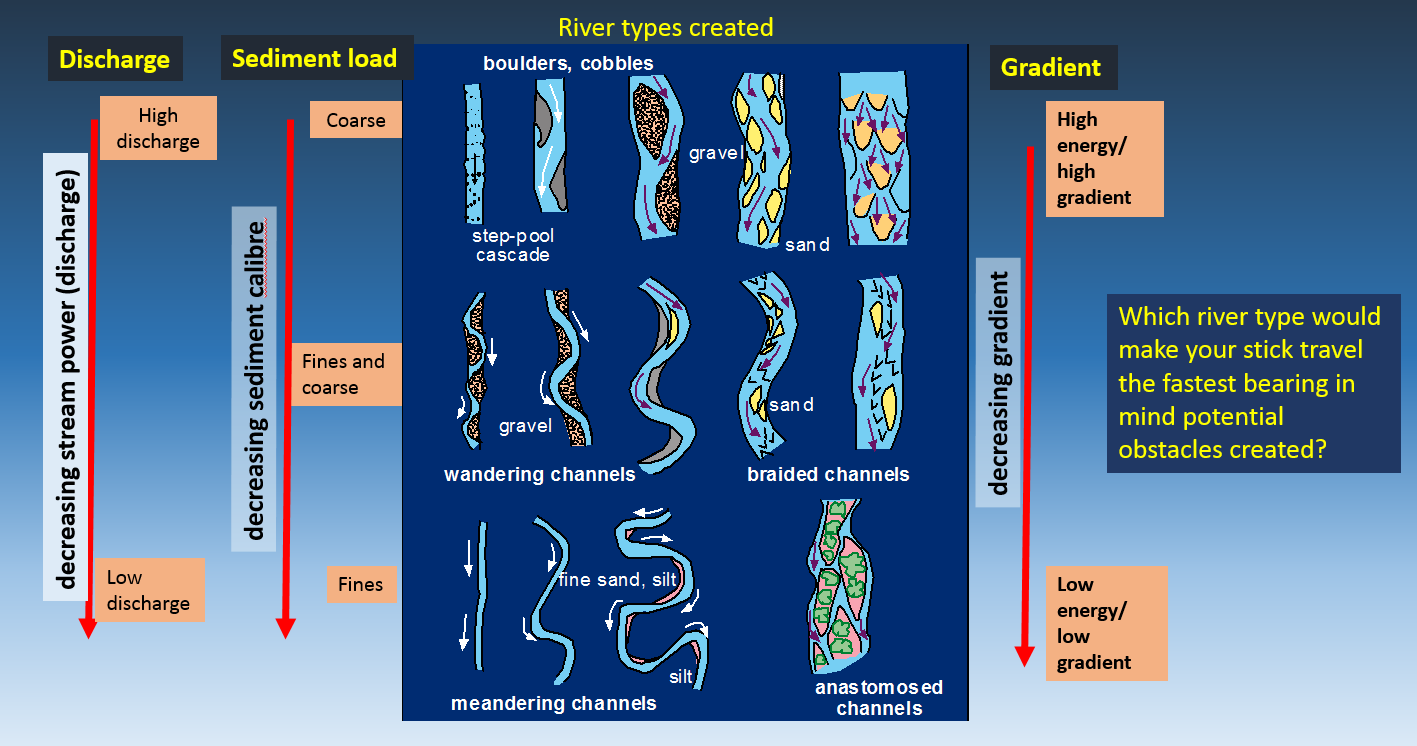 River types created
Discharge
Sediment load
Gradient
High
discharge
decreasing stream power (discharge)
Low
discharge
Coarse
decreasing sediment calibre
Fines and
coarse
Fines
boulders, cobbles
gravel
step-pool
cascade
sand
gravel
sand
wandering channels
braided channels
fine sand, silt
silt
meandering channels
anastomosed
channels
High
energy/
high
gradient
decreasing gradient
Low
energy/
low
gradient
Which river type would
make your stick travel
the fastest bearing in
mind potential
obstacles created?